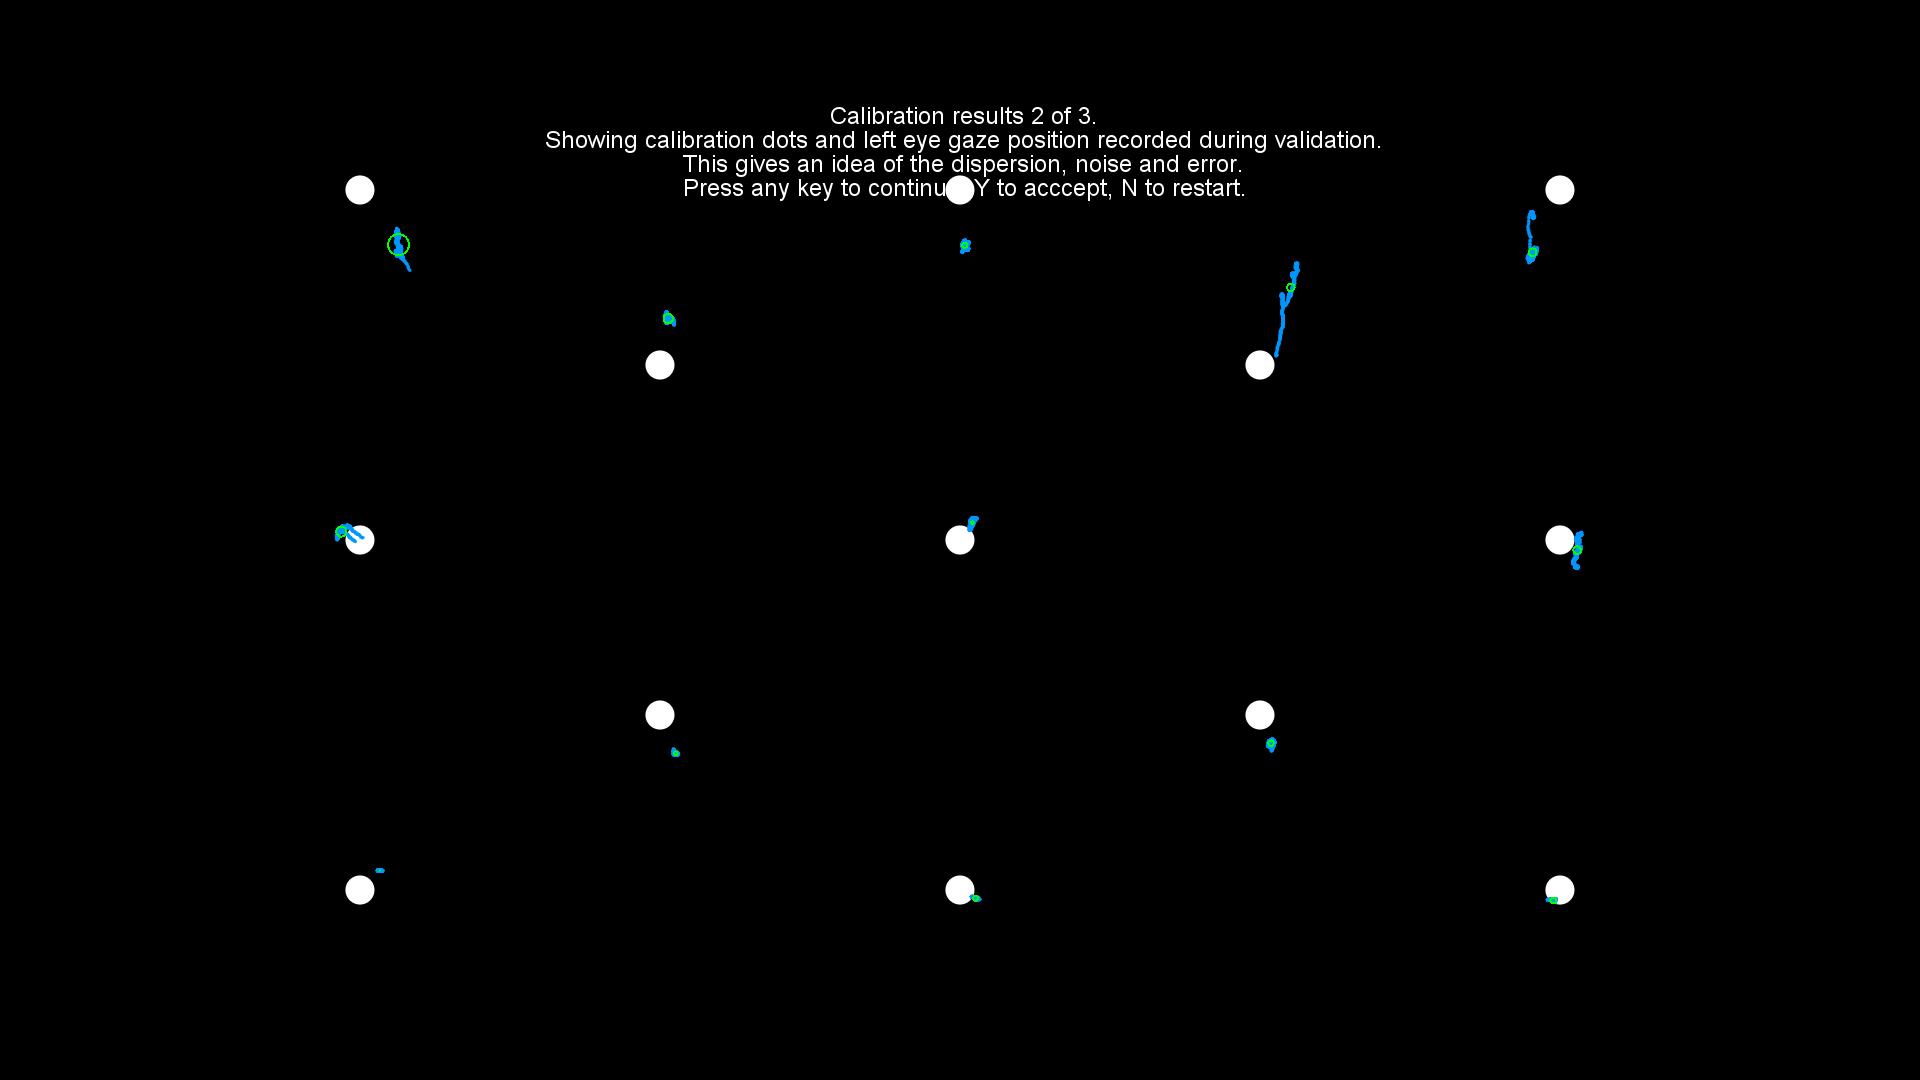 Calibration results 2 of 3.
Showing calibration dots and left eye gaze position recorded during validation.
This gives an idea of the dispersion, noise and error.
Press any key to continu Y to acccept, N to restart.